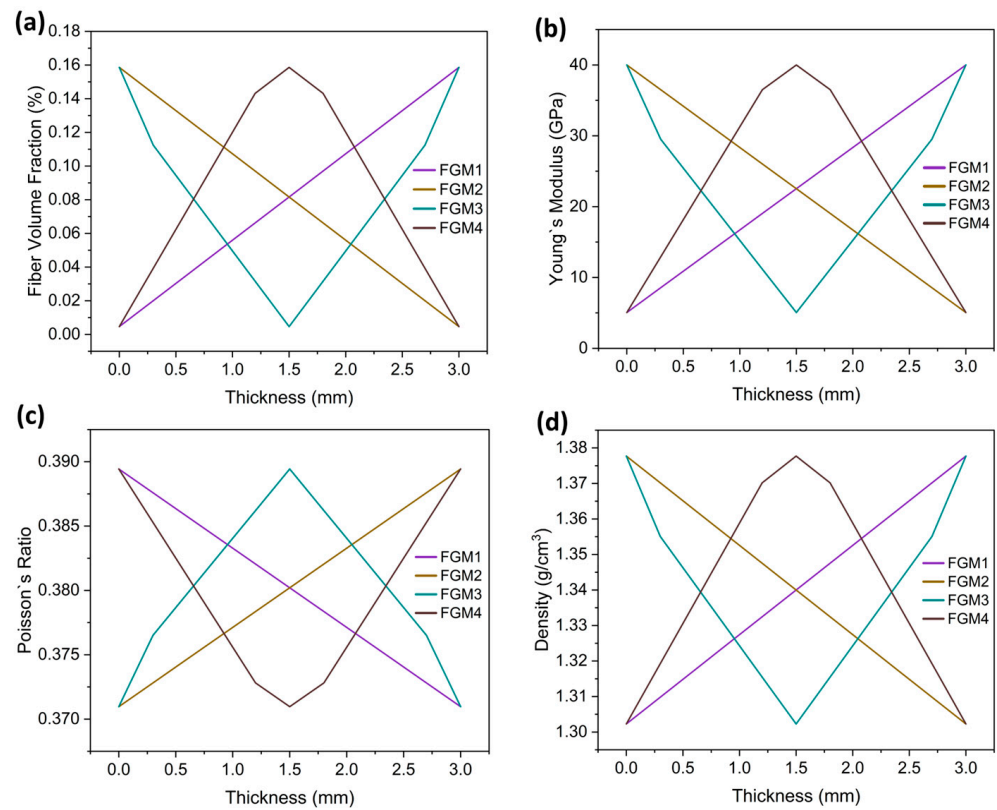 (a)
0.18
0.16
0.14
0.12
0.10
0.08
0.06
0.04
0.02
0.00
Fiber Volume Fraction (%)
FGM1
FGM2
FGM3
FGM4
0.0 0.5 1.0 1.5 2.0 2.5 3.0
Thickness (mm)
(b)
40
30
20
10
0
Young`s Modulus (GPa)
FGM1
FGM2
FGM3
FGM4
0.0 0.5 1.0 1.5 2.0 2.5 3.0
Thickness (mm)
(c)
0.390
0.385
0.380
0.375
0.370
Poisson`s Ratio
FGM1
FGM2
FGM3
FGM4
0.0 0.5 1.0 1.5 2.0 2.5 3.0
Thickness (mm)
(d)
1.38
1.37
1.36
1.35
1.34
1.33
1.32
1.31
1.30
Density (g/cm³)
FGM1
FGM2
FGM3
FGM4
0.0 0.5 1.0 1.5 2.0 2.5 3.0
Thickness (mm)